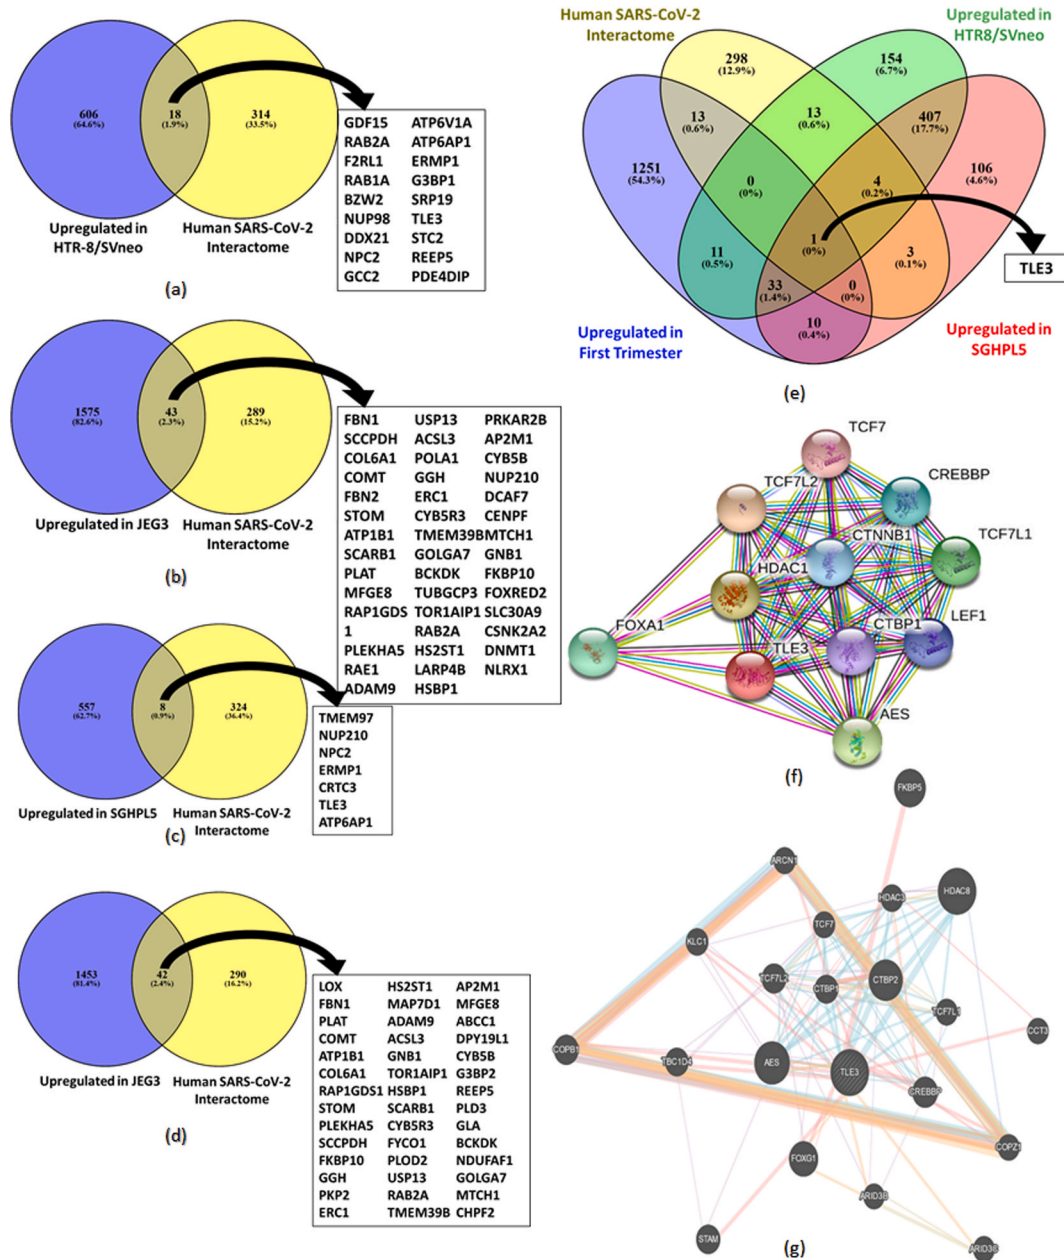 606
(64.6%)
18
(1.9%)
314
(33.5%)
Upregulated in
HTR-8/SVneo
Human SARS-CoV-2
Interactome
GDF15 ATP6V1A
RAB2A ATP6AP1
F2RL1 ERMP1
RAB1A G3BP1
BZW2 SRP19
NUP98 TLE3
DDX21 STC2
NPC2 REEP5
GCC2 PDE4DIP
(a)
1575
(82.6%)
43
(2.3%)
289
(15.2%)
Upregulated in JEG3
Human SARS-CoV-2
Interactome
FBN1 USP13 PRKAR2B
SCCPDH ACSL3 AP2M1
COL6A1 POLA1 CYB5B
COMT GGH NUP210
FBN2 ERC1 DCAF7
STOM CYB5R3 CENPF
ATP1B1 TMEM39BMTCH1
SCARB1 GOLGA7 GNB1
PLAT BCKDK FKBP10
MFGE8 TUBGCP3 FOXRED2
RAP1GDS TOR1AIP1 SLC30A9
1 RAB2A CSNK2A2
PLEKHA5 HS2ST1 DNMT1
RAE1 LARP4B NLRX1
ADAM9 HSBP1
(b)
557
(62.7%)
8
(0.9%)
324
(36.4%)
Upregulated in SGHPL5
Human SARS-CoV-2
Interactome
TMEM97
NUP210
NPC2
ERMP1
CRTC3
TLE3
ATP6AP1
(c)
1453
(81.4%)
42
(2.4%)
290
(16.2%)
Upregulated in JEG3
Human SARS-CoV-2
Interactome
LOX HS2ST1 AP2M1
FBN1 MAP7D1 MFGE8
PLAT ADAM9 ABCC1
COMT ACSL3 DPY19L1
ATP1B1 GNB1 CYB5B
COL6A1 TOR1AIP1 G3BP2
RAP1GDS1 HSBP1 REEP5
STOM SCARB1 PLD3
PLEKHA5 CYB5R3 GLA
SCCPDH FYCO1 BCKDK
FKBP10 PLOD2 NDUFAF1
GGH USP13 GOLGA7
PKP2 RAB2A MTCH1
ERC1 TMEM39B CHPF2
(d)
Human SARS-CoV-2
Interactome
Upregulated in
HTR8/SVneo
298
(12.9%)
154
(6.7%)
13
(0.6%)
13
(0.6%)
407
(17.7%)
1251
(54.3%)
0
(0%)
4
(0.2%)
106
(4.6%)
1
(0%)
11
(0.5%)
3
(0.1%)
33
(1.4%)
0
(0%)
10
(0.4%)
TLE3
Upregulated in
First Trimester
Upregulated in
SGHPL5
(e)
TCF7
TCF7L2
CREBBP
CTNNB1
TCF7L1
HDAC1
FOXA1
CTBP1
LEF1
TLE3
AES
(f)
FKBP5
ARCN1
HDAC3
HDAC8
TCF7
KLC1
TCF7L2
CTBP1
CTBP2
TCF7L1
CCT3
COPB1
TBC1D4
AES
TLE3
CREBBP
COPZ1
FOXG1
ARID3B
STAM
(g)